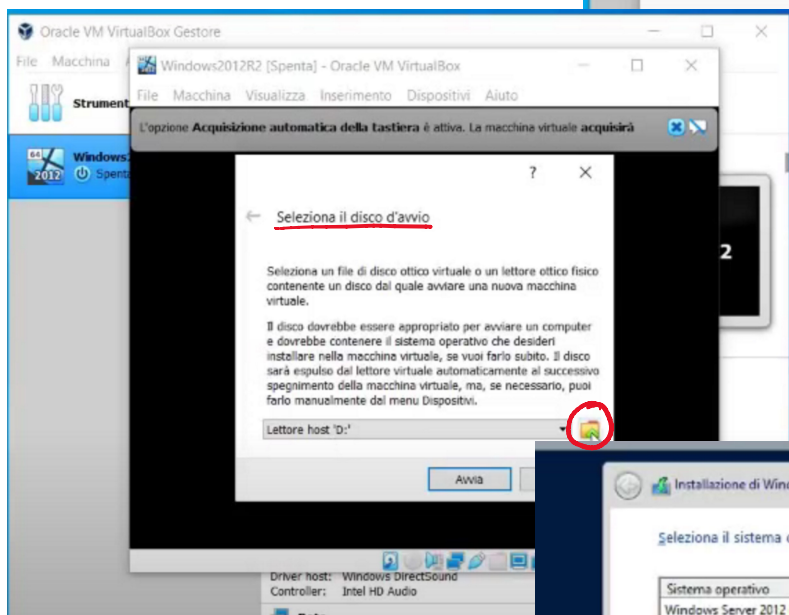 Oracle VM VirtualBox Gestore
File Macchina
Windows2012R2 [Spenta] - Oracle VM VirtualBox
File Macchina Visualizza Inserimento Dispositivi Aiuto
Strument
L'opzione Acquisizione automatica della tastiera è attiva. La macchina virtuale acquisirà
64
2012
Windows2
Spenta
?
Seleziona il disco d'avvio
2
Seleziona un file di disco ottico virtuale o un lettore ottico fisico
contenente un disco dal quale avviare una nuova macchina
virtuale.
Il disco dovrebbe essere appropriato per avviare un computer
e dovrebbe contenere il sistema operativo che desideri
installare nella macchina virtuale, se vuoi farlo subito. Il disco
sarà espulso dal lettore virtuale automaticamente al successivo
spegnimento della macchina virtuale, ma, se necessario, puoi
farlo manualmente dal menu Dispositivi.
Lettore host 'D:'
Avvia
Installazione di Wind
Seleziona il sistema
Driver host: Windows DirectSound
Controller: Intel HD Audio
Sistema operativo
Windows Server 2012